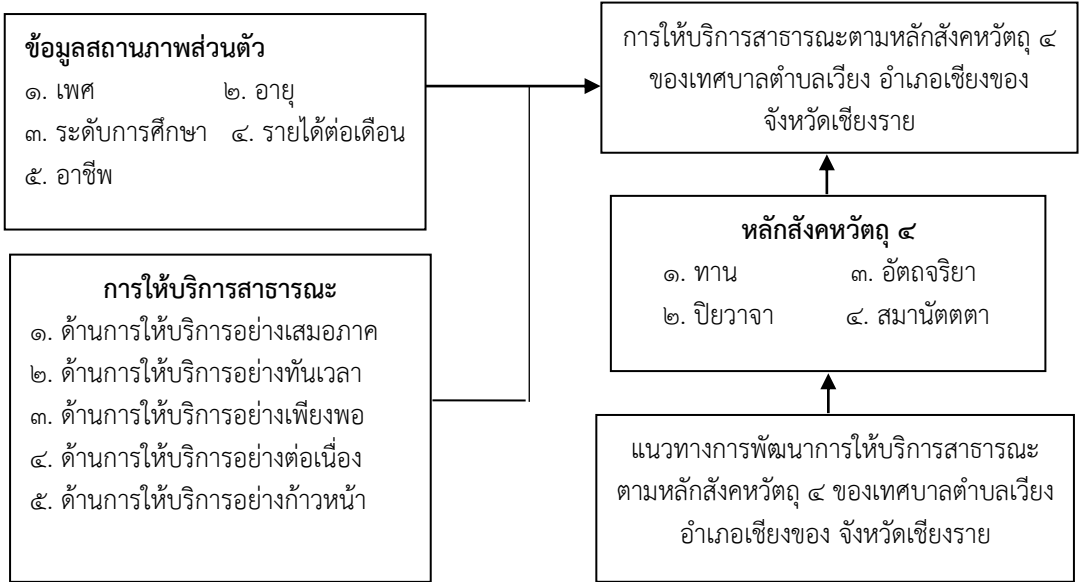 ข้อมูลสถานภาพส่วนตัว
๑. เพศ ๒. อายุ
๓. ระดับการศึกษา ๔. รายได้ต่อเดือน
๕. อาชีพ
การให้บริการสาธารณะ
๑. ด้านการให้บริการอย่างเสมอภาค
๒. ด้านการให้บริการอย่างทันเวลา
๓. ด้านการให้บริการอย่างเพียงพอ
๔. ด้านการให้บริการอย่างต่อเนื่อง
๕. ด้านการให้บริการอย่างก้าวหน้า
การให้บริการสาธารณะตามหลักสังคหวัตถุ ๔
ของเทศบาลตำบลเวียง อำเภอเชียงของ
จังหวัดเชียงราย
หลักสังคหวัตถุ ๔
๑. ทาน ๓. อัตถจริยา
๒. ปิยวาจา ๔. สมานัตตตา
แนวทางการพัฒนาการให้บริการสาธารณะ
ตามหลักสังคหวัตถุ ๔ ของเทศบาลตำบลเวียง
อำเภอเชียงของ จังหวัดเชียงราย